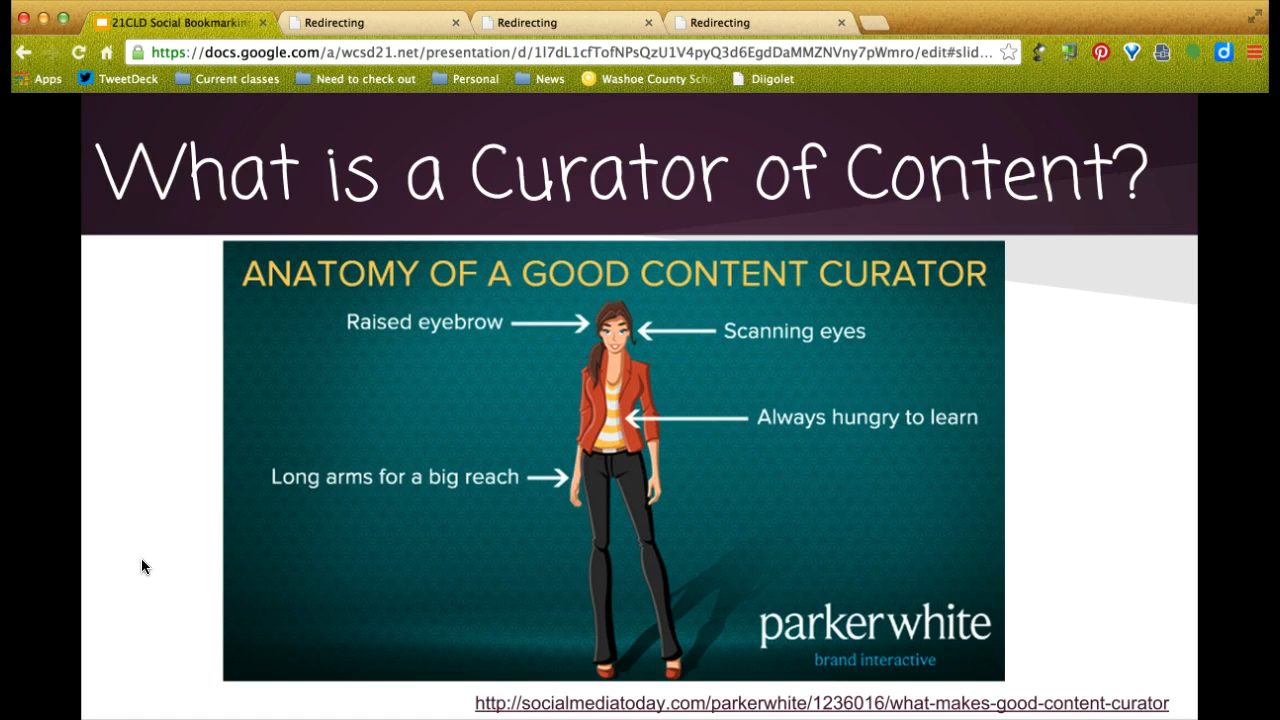 21CLD Social Bookmarkin
Redirecting
Redirecting
Redirecting
https://docs.google.com/a/wcsd21.net/presentation/d/1l7dL1cfTofNPsQzU1V4pyQ3d6EgdDaMMZNVny7pWmro/edit#slid...
Apps TweetDeck Current classes Need to check out Personal News Washoe County Scho Diigolet
What is a Curator of Content?
ANATOMY OF A GOOD CONTENT CURATOR
Raised eyebrow
Scanning eyes
Always hungry to learn
Long arms for a big reach
parkerwhite
brand interactive
http://socialmediatoday.com/parkerwhite/1236016/what-makes-good-content-curator